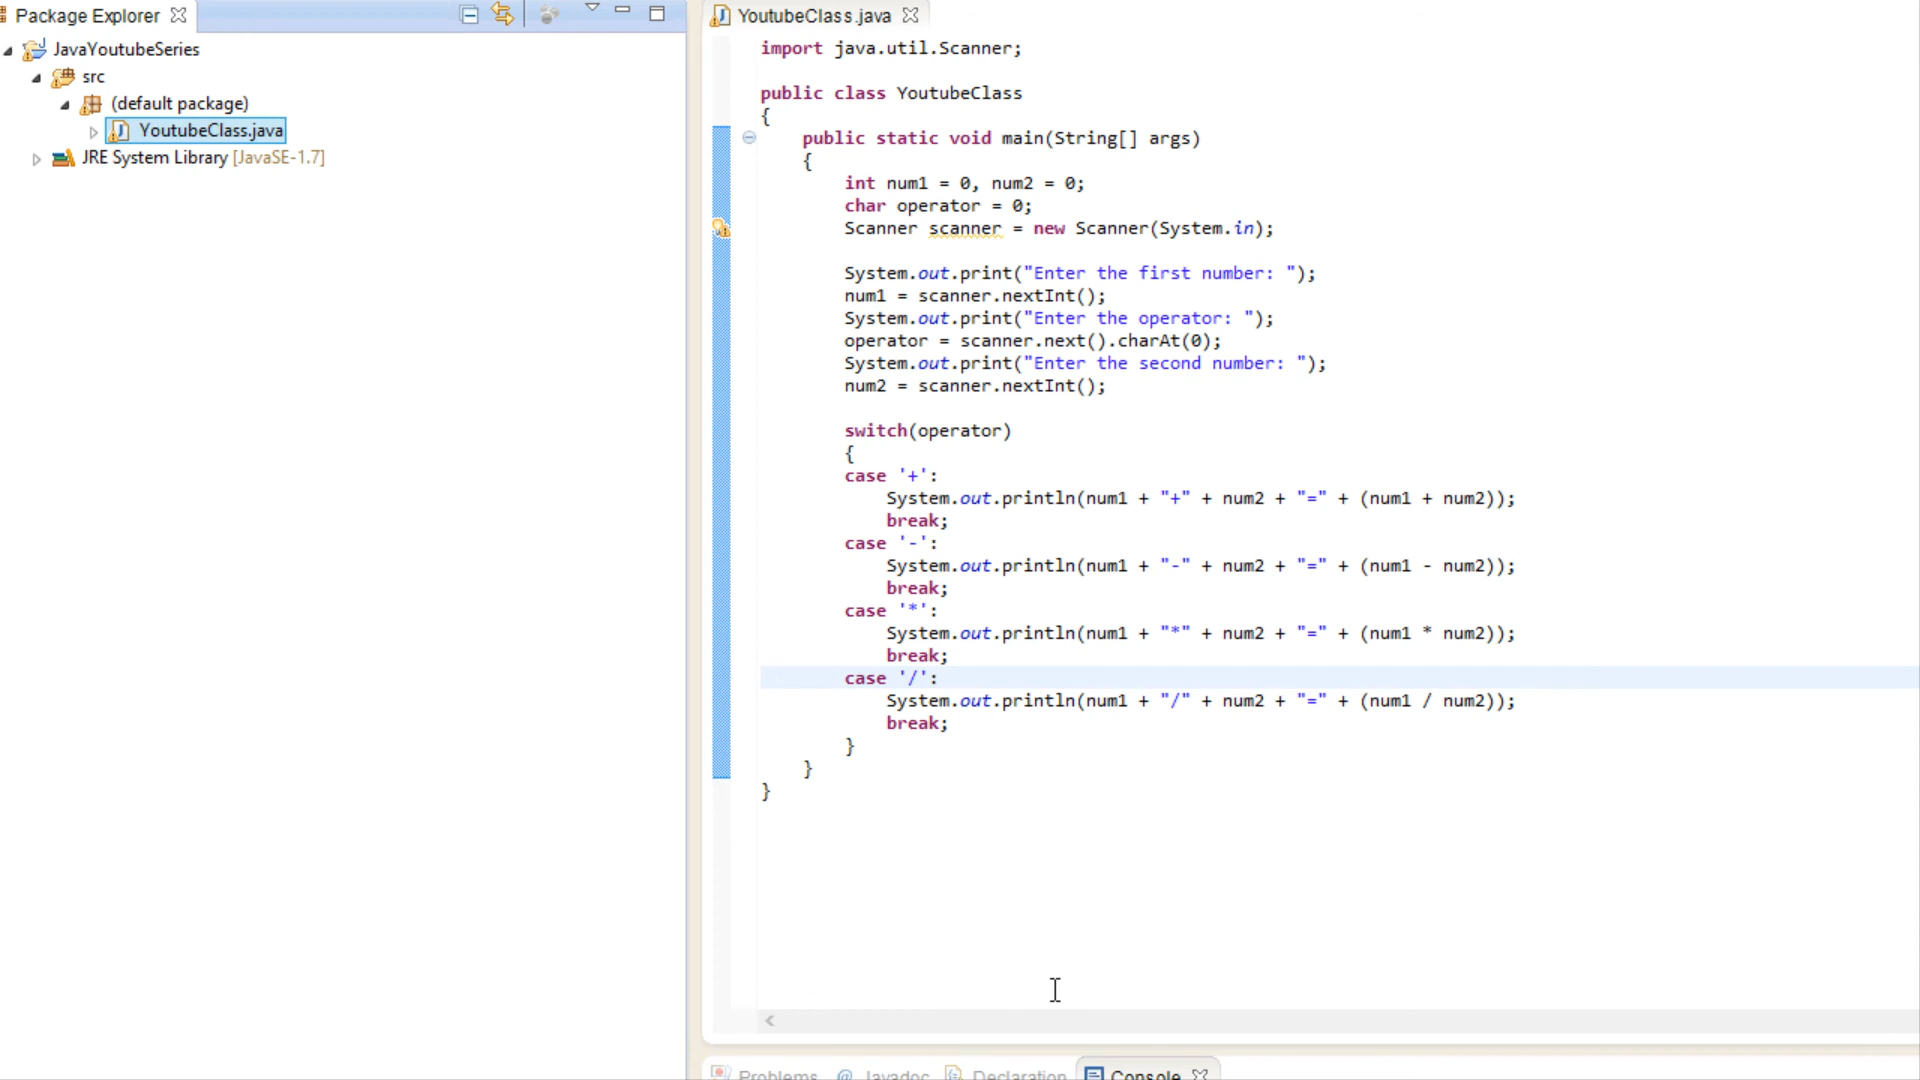 Package Explorer
JavaYoutubeSeries
src
(default package)
YoutubeClass.java
JRE System Library [JavaSE-1.7]
YoutubeClass.java
import java.util.Scanner;
public class YoutubeClass
{
public static void main(String[] args)
{
int num1 = 0, num2 = 0;
char operator = 0;
Scanner scanner = new Scanner(System.in);
System.out.print("Enter the first number: ");
num1 = scanner.nextInt();
System.out.print("Enter the operator: ");
operator = scanner.next().charAt(0);
System.out.print("Enter the second number: ");
num2 = scanner.nextInt();
switch(operator)
{
case '+':
System.out.println(num1 + "+" + num2 + "=" + (num1 + num2));
break;
case '-':
System.out.println(num1 + "-" + num2 + "=" + (num1 - num2));
break;
case '*':
System.out.println(num1 + "*" + num2 + "=" + (num1 * num2));
break;
case '/':
System.out.println(num1 + "/" + num2 + "=" + (num1 / num2));
break;
}
}
}
Problems @ Javadoc Declaration Console